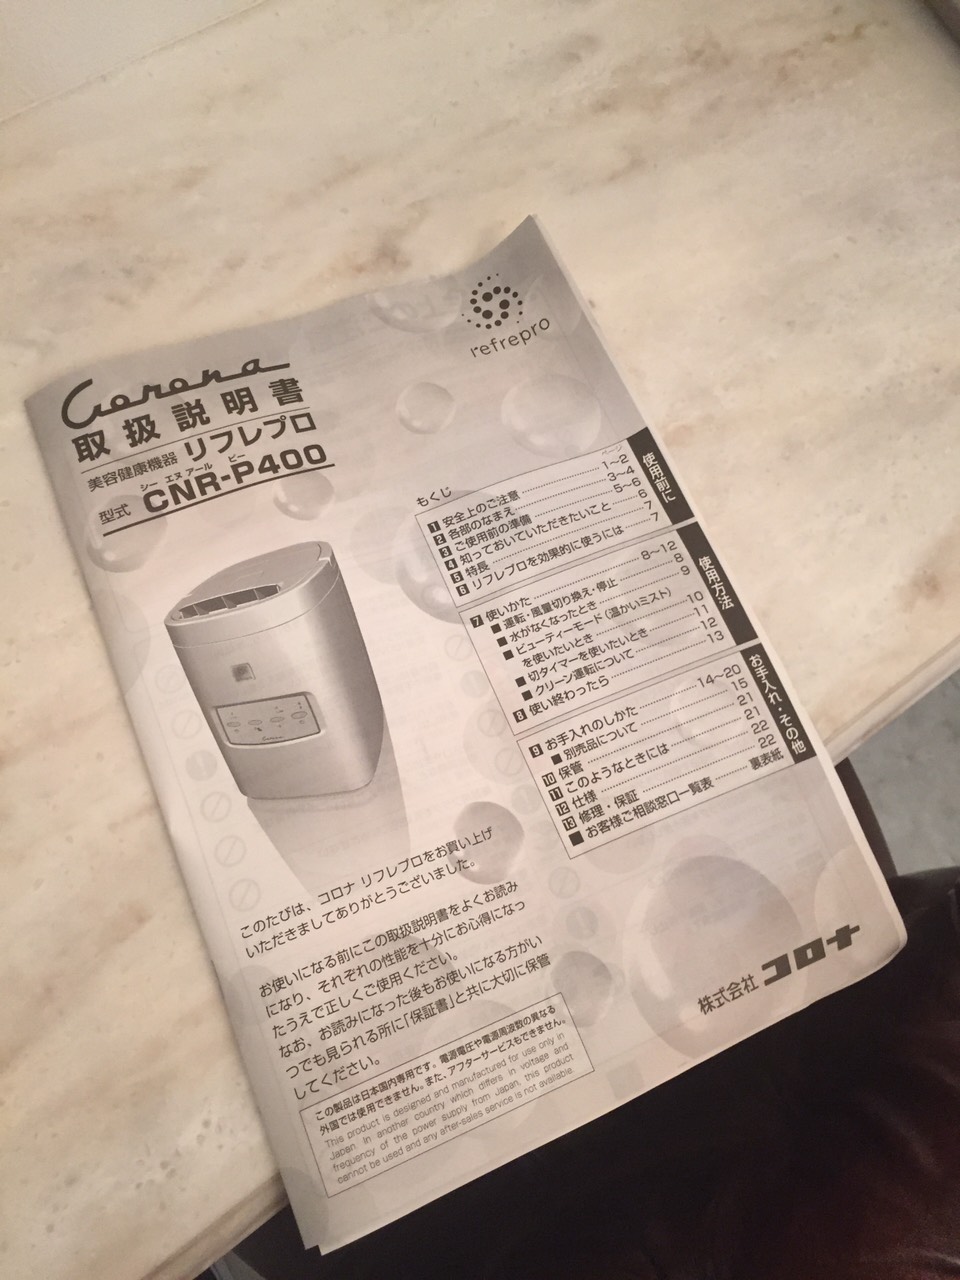 Corona
refrepro
取扱説明書
美容健康機器 リフレプロ
シー エヌ アール ピー
型式 CNR-P400
もくじ
ページ
使用前に
1 安全上のご注意 1~2
2 各部のなまえ 3~4
3 ご使用前の準備 5~6
4 知っておいていただきたいこと 6
5 特長 7
6 リフレプロを効果的に使うには 7
使用方法
7 使いかた 8~12
■ 運転・風量切り換え・停止 8
■ 水がなくなったとき 9
■ ビューティーモード(温かいミスト)
を使いたいとき 10
■ 切タイマーを使いたいとき 11
■ クリーン運転について 12
8 使い終わったら 13
お手入れ・その他
9 お手入れのしかた 14~20
■ 別売品について 15
10 保管 21
11 このようなときには 21
12 仕様 22
13 修理・保証 22
■ お客様ご相談窓口一覧表 裏表紙
このたびは、コロナ リフレプロをお買い上げ
いただきましてありがとうございました。
お使いになる前にこの取扱説明書をよくお読み
になり、それぞれの性能を十分にお心得になっ
たうえで正しくご使用ください。
なお、お読みになった後もお使いになる方がい
つでも見られる所に「保証書」と共に大切に保管
してください。
この製品は日本国内専用です。電源電圧や電源周波数の異なる
外国では使用できません。また、アフターサービスもできません。
This product is designed and manufactured for use only in
Japan. In another country which differs in voltage and
frequency of the power supply from Japan, this product
cannot be used and any after-sales service is not available.
株式会社 コロナ